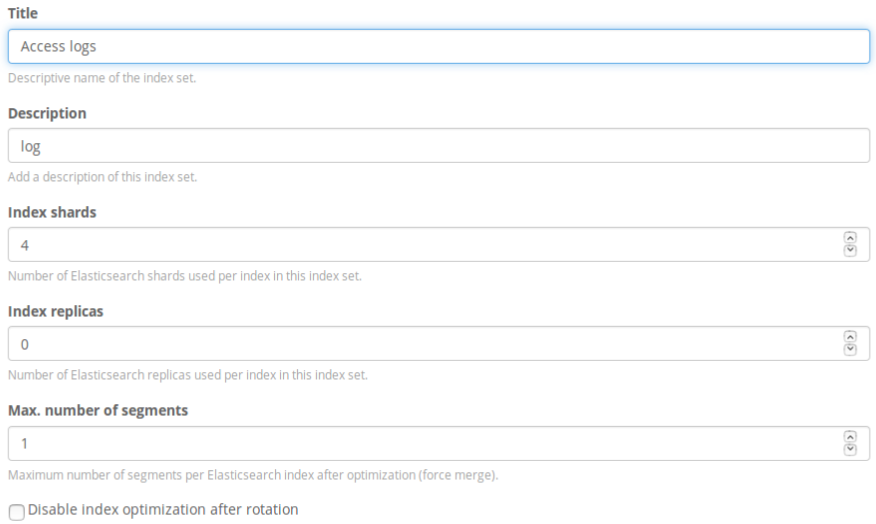 Title
Access logs
Descriptive name of the index set.
Description
log
Add a description of this index set.
Index shards
4
Number of Elasticsearch shards used per index in this index set.
Index replicas
0
Number of Elasticsearch replicas used per index in this index set.
Max. number of segments
1
Maximum number of segments per Elasticsearch index after optimization (force merge).
Disable index optimization after rotation